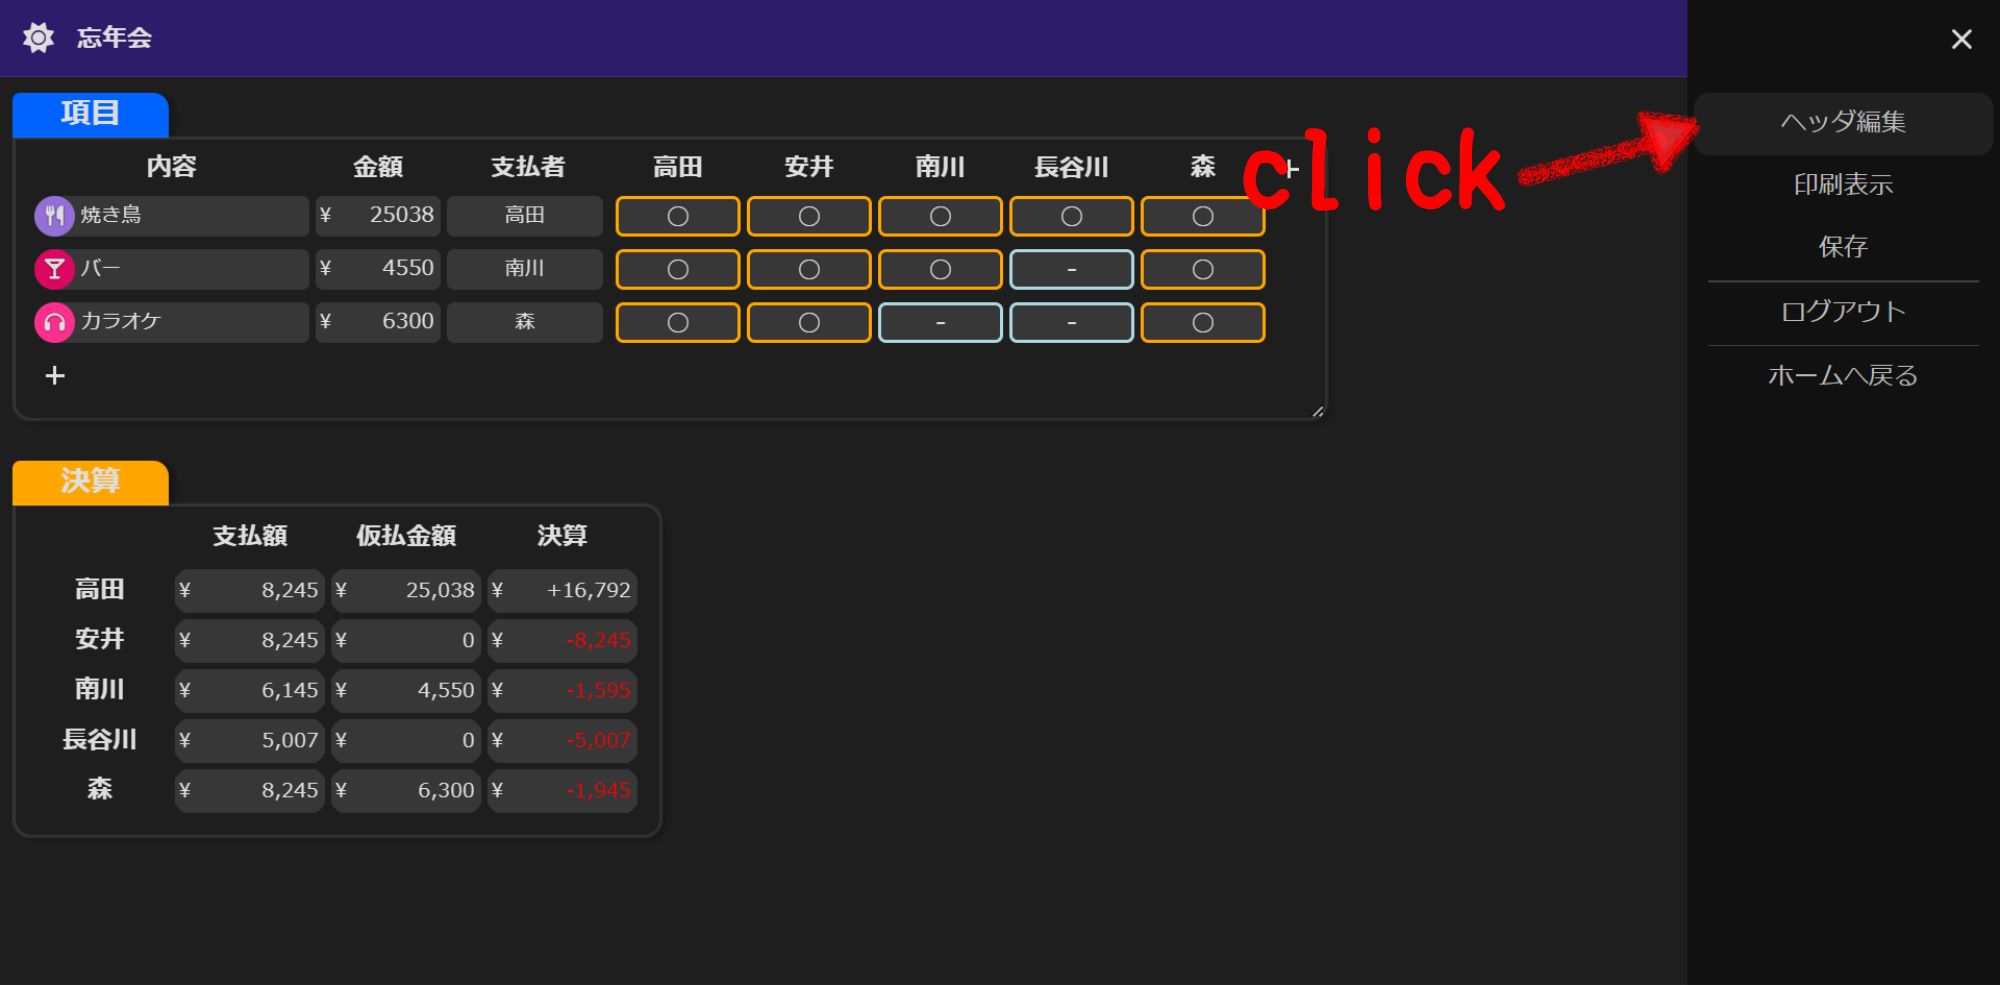 忘年会
項目
内容 金額 支払者 高田 安井 南川 長谷川 森 +
焼き鳥 ¥ 25038 高田 ○ ○ ○ ○ ○
バー ¥ 4550 南川 ○ ○ ○ - ○
カラオケ ¥ 6300 森 ○ ○ - - ○
+
click
決算
支払額 仮払金額 決算
高田 ¥ 8,245 ¥ 25,038 ¥ +16,792
安井 ¥ 8,245 ¥ 0 ¥ -8,245
南川 ¥ 6,145 ¥ 4,550 ¥ -1,595
長谷川 ¥ 5,007 ¥ 0 ¥ -5,007
森 ¥ 8,245 ¥ 6,300 ¥ -1,945
ヘッダ編集
印刷表示
保存
ログアウト
ホームへ戻る